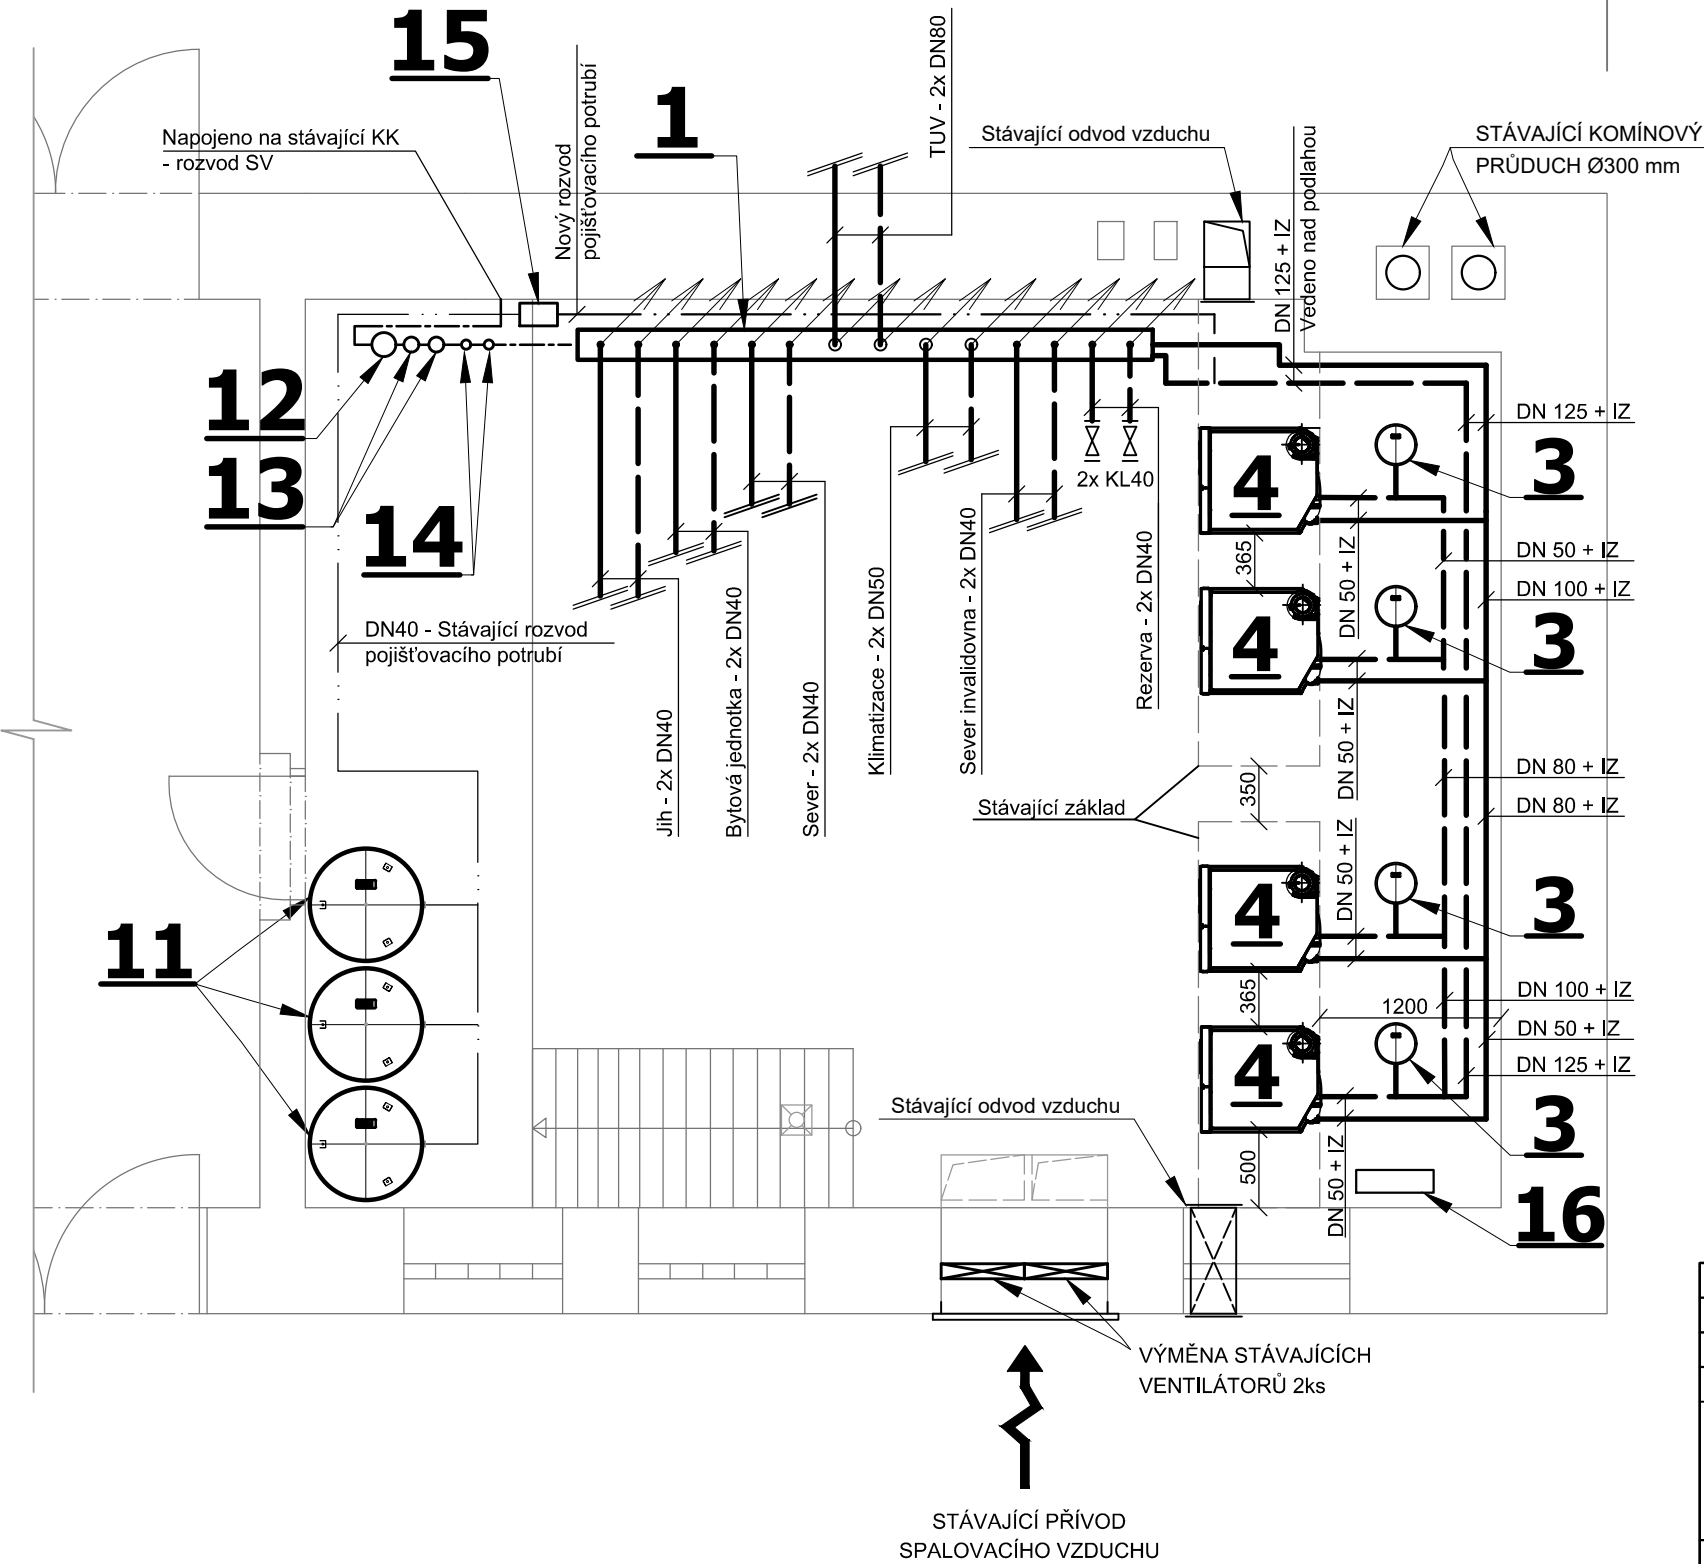 15
1
Napojeno na stávající KK
- rozvod SV
Nový rozvod
pojišťovacího potrubí
TUV - 2x DN80
Stávající odvod vzduchu
DN 125 + IZ
Vedeno nad podlahou
STÁVAJÍCÍ KOMÍNOVÝ
PRŮDUCH Ø300 mm
12
13
14
DN40 - Stávající rozvod
pojišťovacího potrubí
Jih - 2x DN40
Bytová jednotka - 2x DN40
Sever - 2x DN40
Klimatizace - 2x DN50
Sever invalidovna - 2x DN40
2x KL40
Rezerva - 2x DN40
4
365
4
350
4
365
4
500
DN 50 + IZ
DN 50 + IZ
DN 50 + IZ
DN 50 + IZ
DN 125 + IZ
3
DN 50 + IZ
DN 100 + IZ
3
DN 80 + IZ
DN 80 + IZ
3
DN 100 + IZ
1200
DN 50 + IZ
DN 125 + IZ
3
16
Stávající základ
11
Stávající odvod vzduchu
VÝMĚNA STÁVAJÍCÍCH
VENTILÁTORŮ 2ks
STÁVAJÍCÍ PŘÍVOD
SPALOVACÍHO VZDUCHU